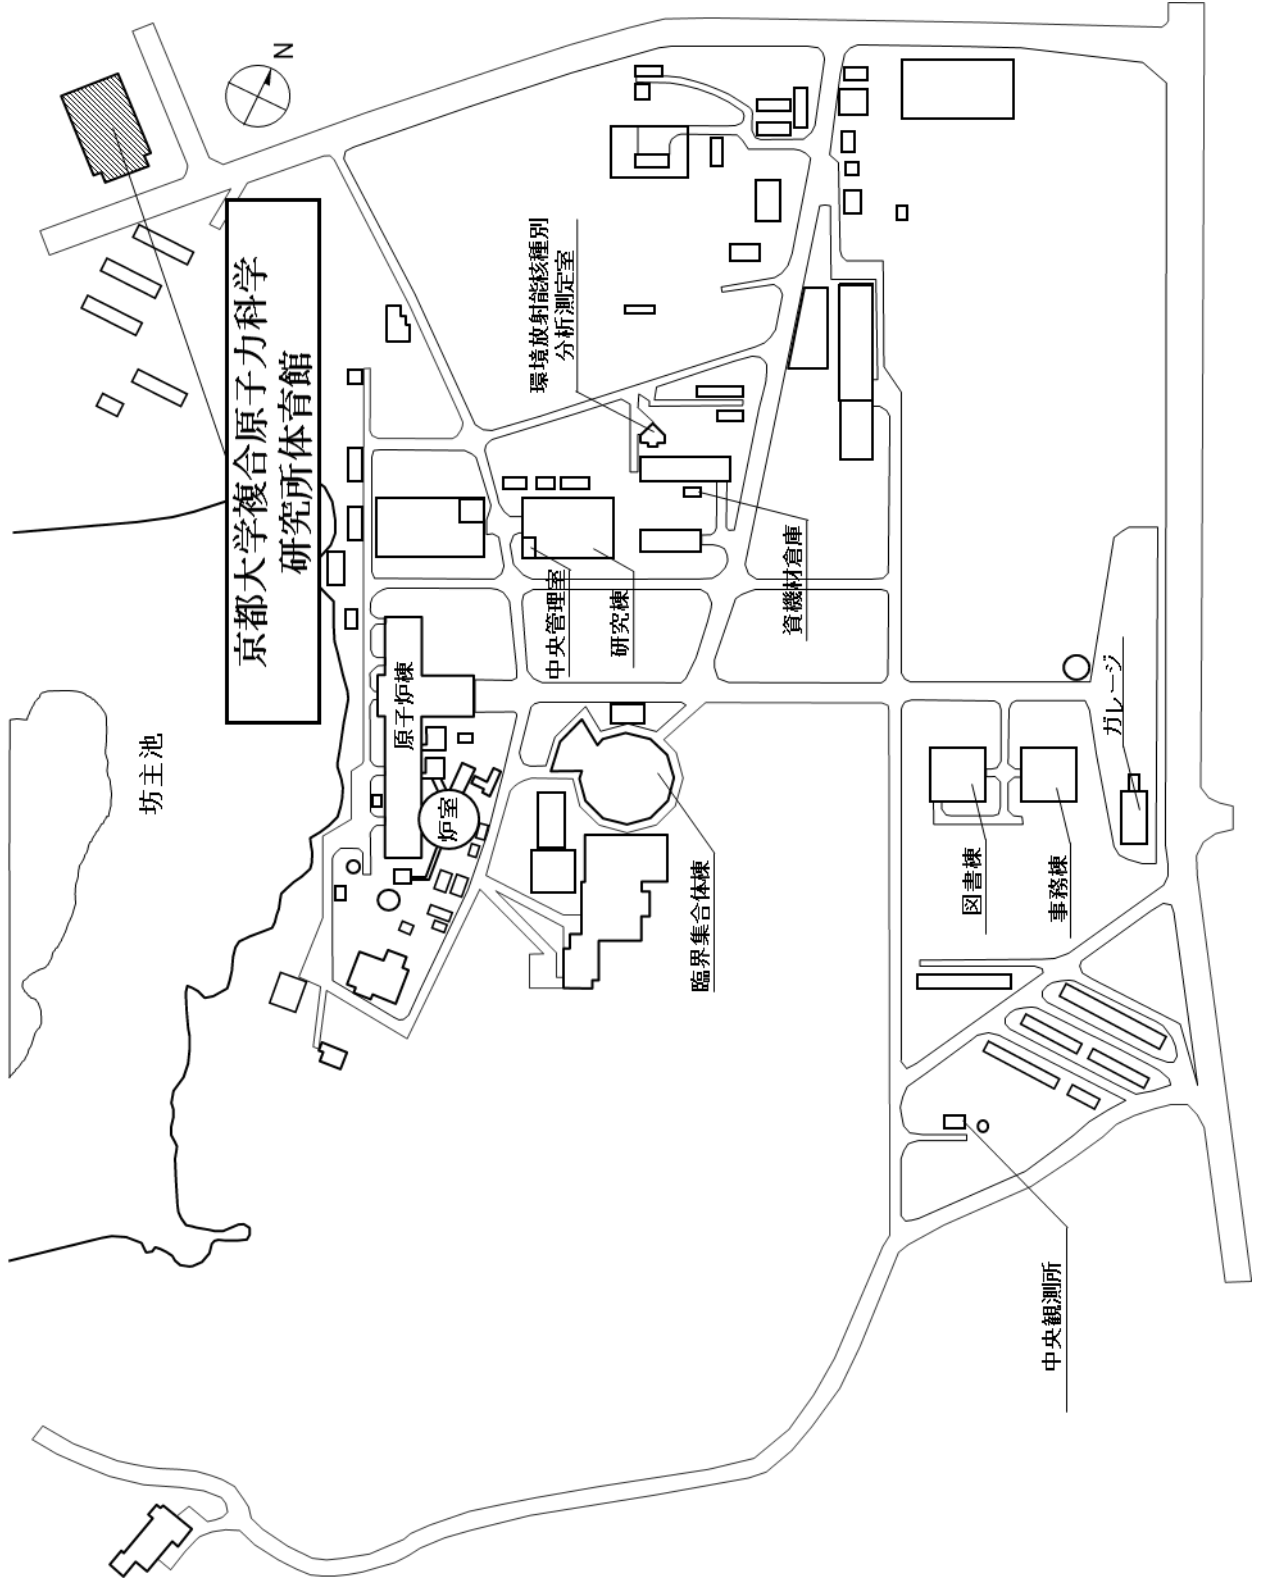 N
京都大学複合原子力科学
研究所体育館
環境放射能核種別
分析測定室
中央管理室
研究棟
資機材倉庫
原子炉棟
炉室
坊主池
臨界集合体棟
ガレージ
図書棟
事務棟
中央観測所